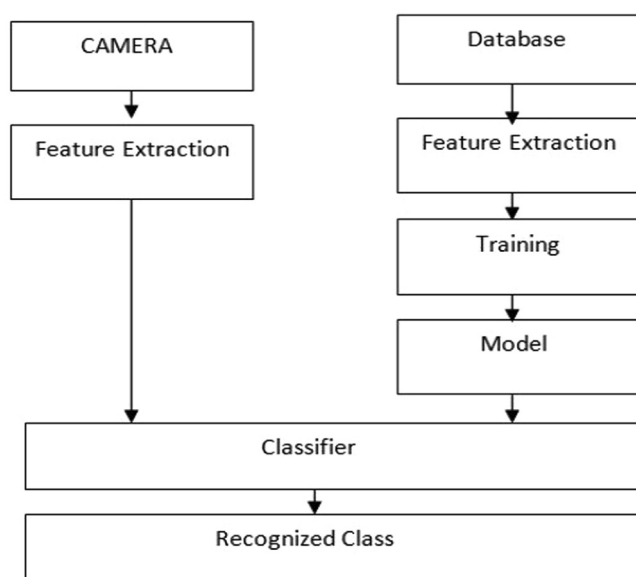 CAMERA
Database
Feature Extraction
Feature Extraction
Training
Model
Classifier
Recognized Class